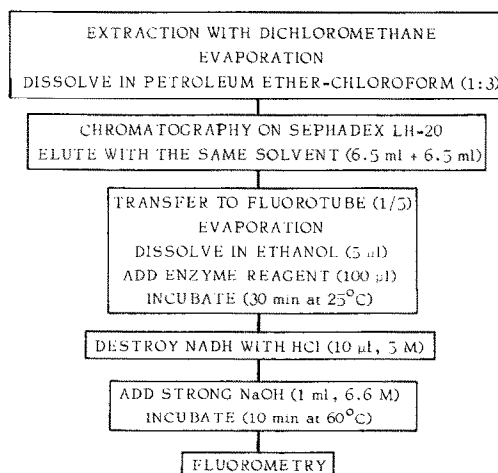 EXTRACTION WITH DICHLOROMETHANE
EVAPORATION
DISSOLVE IN PETROLEUM ETHER-CHLOROFORM (1:3)
CHROMATOGRAPHY ON SEPHADEX LH-20
ELUTE WITH THE SAME SOLVENT (6.5 ml + 6.5 ml)
TRANSFER TO FLUOROTUBE (1/5)
EVAPORATION
DISSOLVE IN ETHANOL (5 µl)
ADD ENZYME REAGENT (100 µl)
INCUBATE (30 min at 25°C)
DESTROY NADH WITH HCl (10 µl, 5 M)
ADD STRONG NaOH (1 ml, 6.6 M)
INCUBATE (10 min at 60°C)
FLUOROMETRY